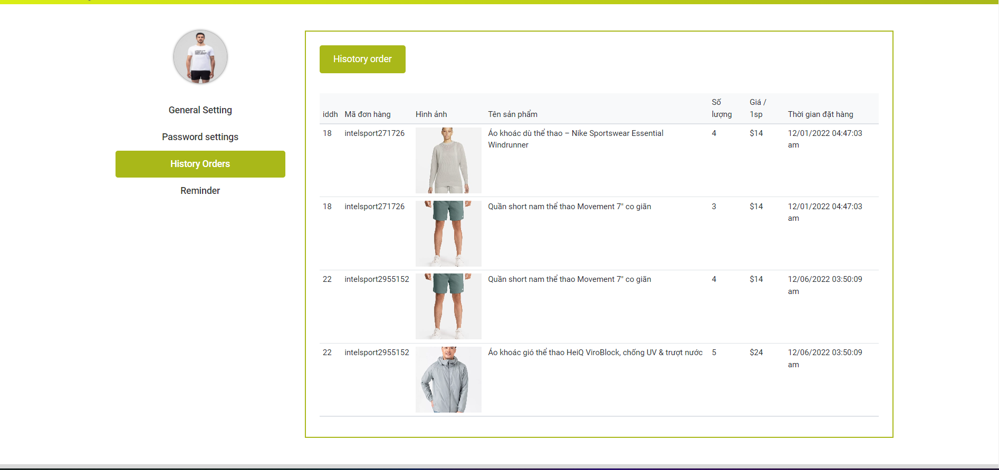 General Setting
Password settings
History Orders
Reminder
Hisotory order
iddh Mã đơn hàng Hình ảnh Tên sản phẩm Số lượng Giá / 1sp Thời gian đặt hàng
18 intelsport271726 Áo khoác dù thể thao – Nike Sportswear Essential Windrunner 4 $14 12/01/2022 04:47:03 am
18 intelsport271726 Quần short nam thể thao Movement 7" co giãn 3 $14 12/01/2022 04:47:03 am
22 intelsport2955152 Quần short nam thể thao Movement 7" co giãn 4 $14 12/06/2022 03:50:09 am
22 intelsport2955152 Áo khoác gió thể thao HeiQ ViroBlock, chống UV & trượt nước 5 $24 12/06/2022 03:50:09 am